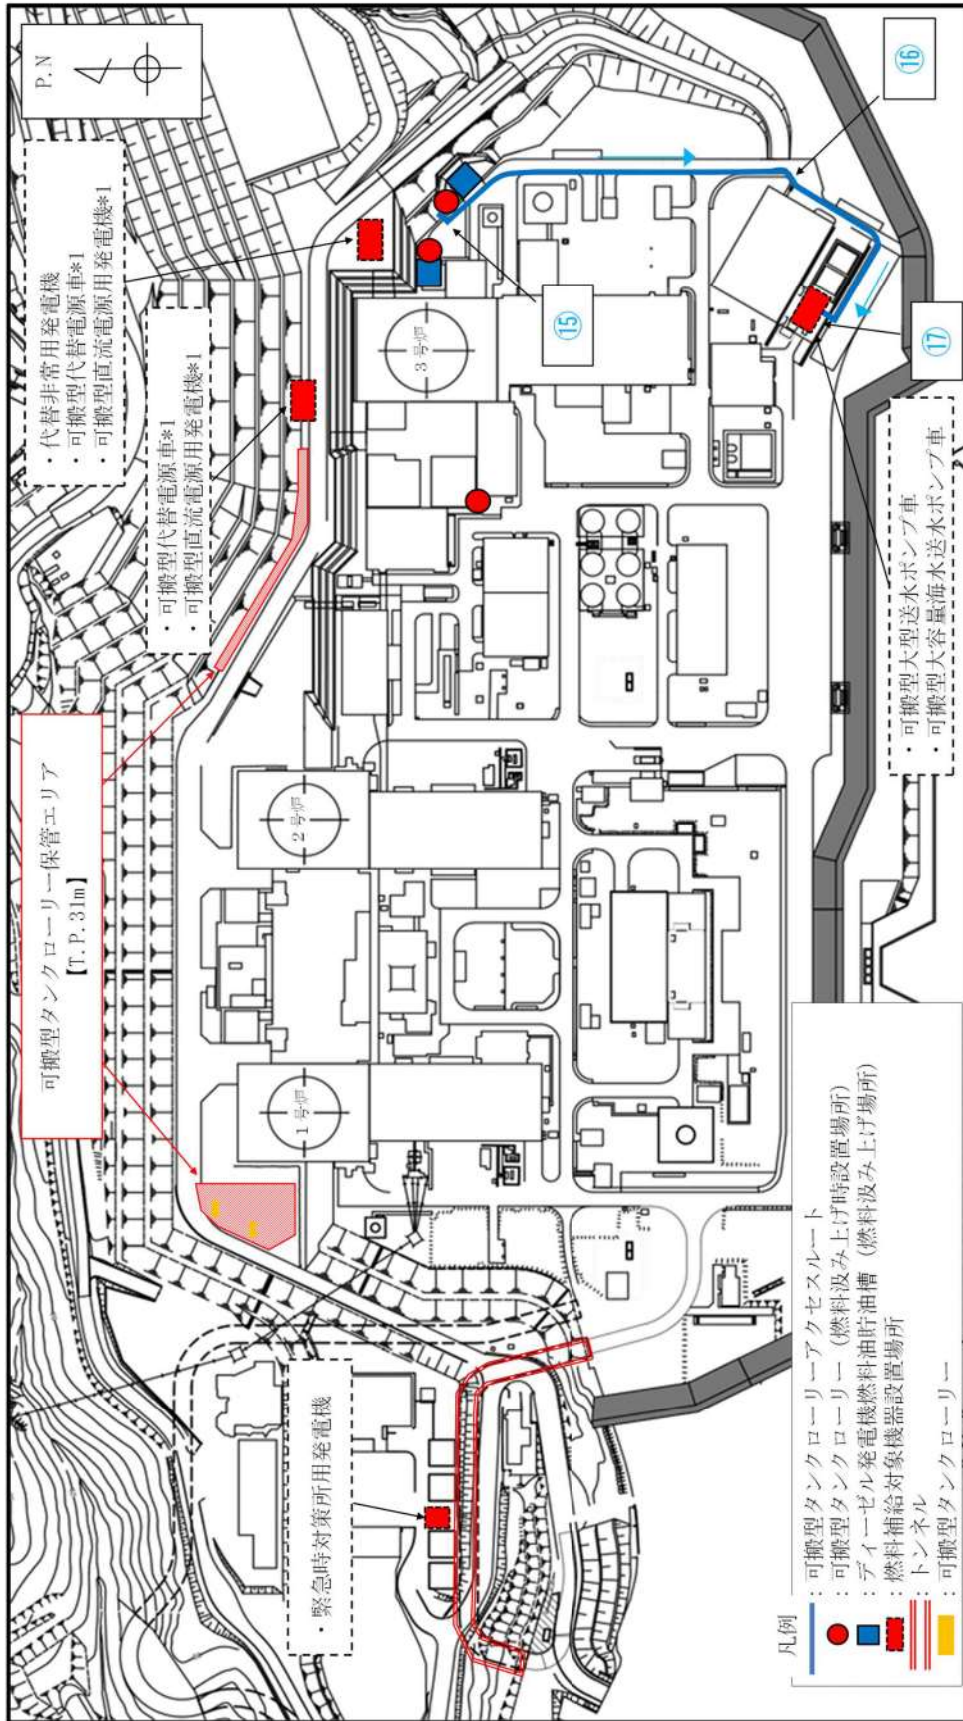 P.N
・代替非常用発電機
・可搬型代替電源車*1
・可搬型直流電源用発電機*1
・可搬型代替電源車*1
・可搬型直流電源用発電機*1
可搬型タンクローリー保管エリア
【T.P.31m】
・緊急時対策所用発電機
1号炉
2号炉
3号炉
⑮
⑯
⑰
・可搬型大型送水ポンプ車
・可搬型大容量海水送水ポンプ車
凡例
：可搬型タンクローリーアクセスルート
：可搬型タンクローリー（燃料汲み上げ時設置場所）
：ディーゼル発電機燃料油貯油槽（燃料汲み上げ場所）
：燃料補給対象機器設置場所
：トンネル
：可搬型タンクローリー